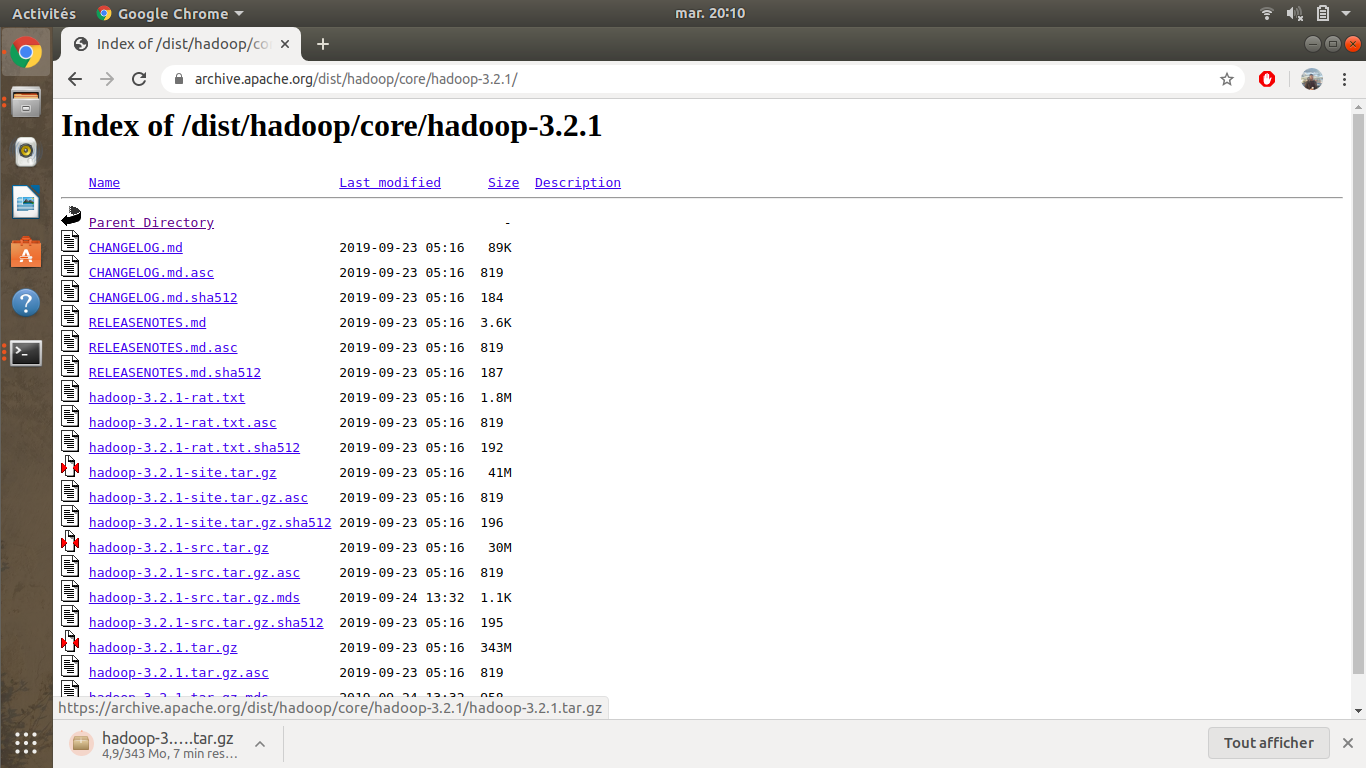 Activités Google Chrome mar. 20:10
Index of /dist/hadoop/co
archive.apache.org/dist/hadoop/core/hadoop-3.2.1/
Index of /dist/hadoop/core/hadoop-3.2.1
Name Last modified Size Description
Parent Directory -
CHANGELOG.md 2019-09-23 05:16 89K
CHANGELOG.md.asc 2019-09-23 05:16 819
CHANGELOG.md.sha512 2019-09-23 05:16 184
RELEASENOTES.md 2019-09-23 05:16 3.6K
RELEASENOTES.md.asc 2019-09-23 05:16 819
RELEASENOTES.md.sha512 2019-09-23 05:16 187
hadoop-3.2.1-rat.txt 2019-09-23 05:16 1.8M
hadoop-3.2.1-rat.txt.asc 2019-09-23 05:16 819
hadoop-3.2.1-rat.txt.sha512 2019-09-23 05:16 192
hadoop-3.2.1-site.tar.gz 2019-09-23 05:16 41M
hadoop-3.2.1-site.tar.gz.asc 2019-09-23 05:16 819
hadoop-3.2.1-site.tar.gz.sha512 2019-09-23 05:16 196
hadoop-3.2.1-src.tar.gz 2019-09-23 05:16 30M
hadoop-3.2.1-src.tar.gz.asc 2019-09-23 05:16 819
hadoop-3.2.1-src.tar.gz.mds 2019-09-24 13:32 1.1K
hadoop-3.2.1-src.tar.gz.sha512 2019-09-23 05:16 195
hadoop-3.2.1.tar.gz 2019-09-23 05:16 343M
hadoop-3.2.1.tar.gz.asc 2019-09-23 05:16 819
hadoop-3.2.1.tar.gz.mds 2019-09-24 13:32 958
https://archive.apache.org/dist/hadoop/core/hadoop-3.2.1/hadoop-3.2.1.tar.gz
hadoop-3.….tar.gz
4,9/343 Mo, 7 min res…
Tout afficher